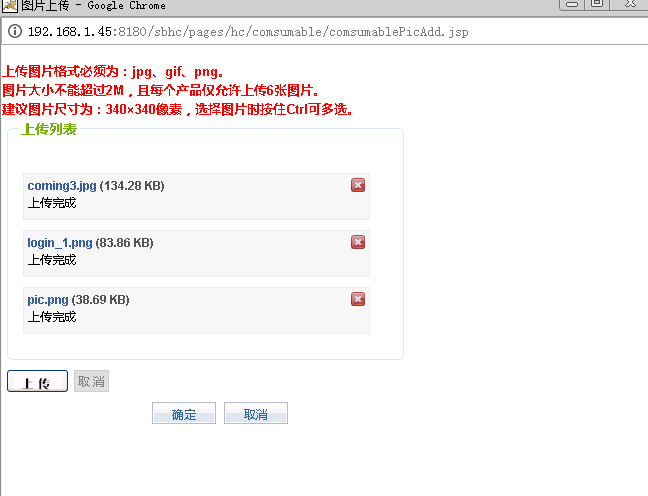 图片上传 - Google Chrome
192.168.1.45:8180/sbhc/pages/hc/comsumable/comsumablePicAdd.jsp
上传图片格式必须为：jpg、gif、png。
图片大小不能超过2M，且每个产品仅允许上传6张图片。
建议图片尺寸为：340×340像素，选择图片时按住Ctrl可多选。
上传列表
coming3.jpg (134.28 KB)
上传完成
login_1.png (83.86 KB)
上传完成
pic.png (38.69 KB)
上传完成
上传 取消
确定 取消